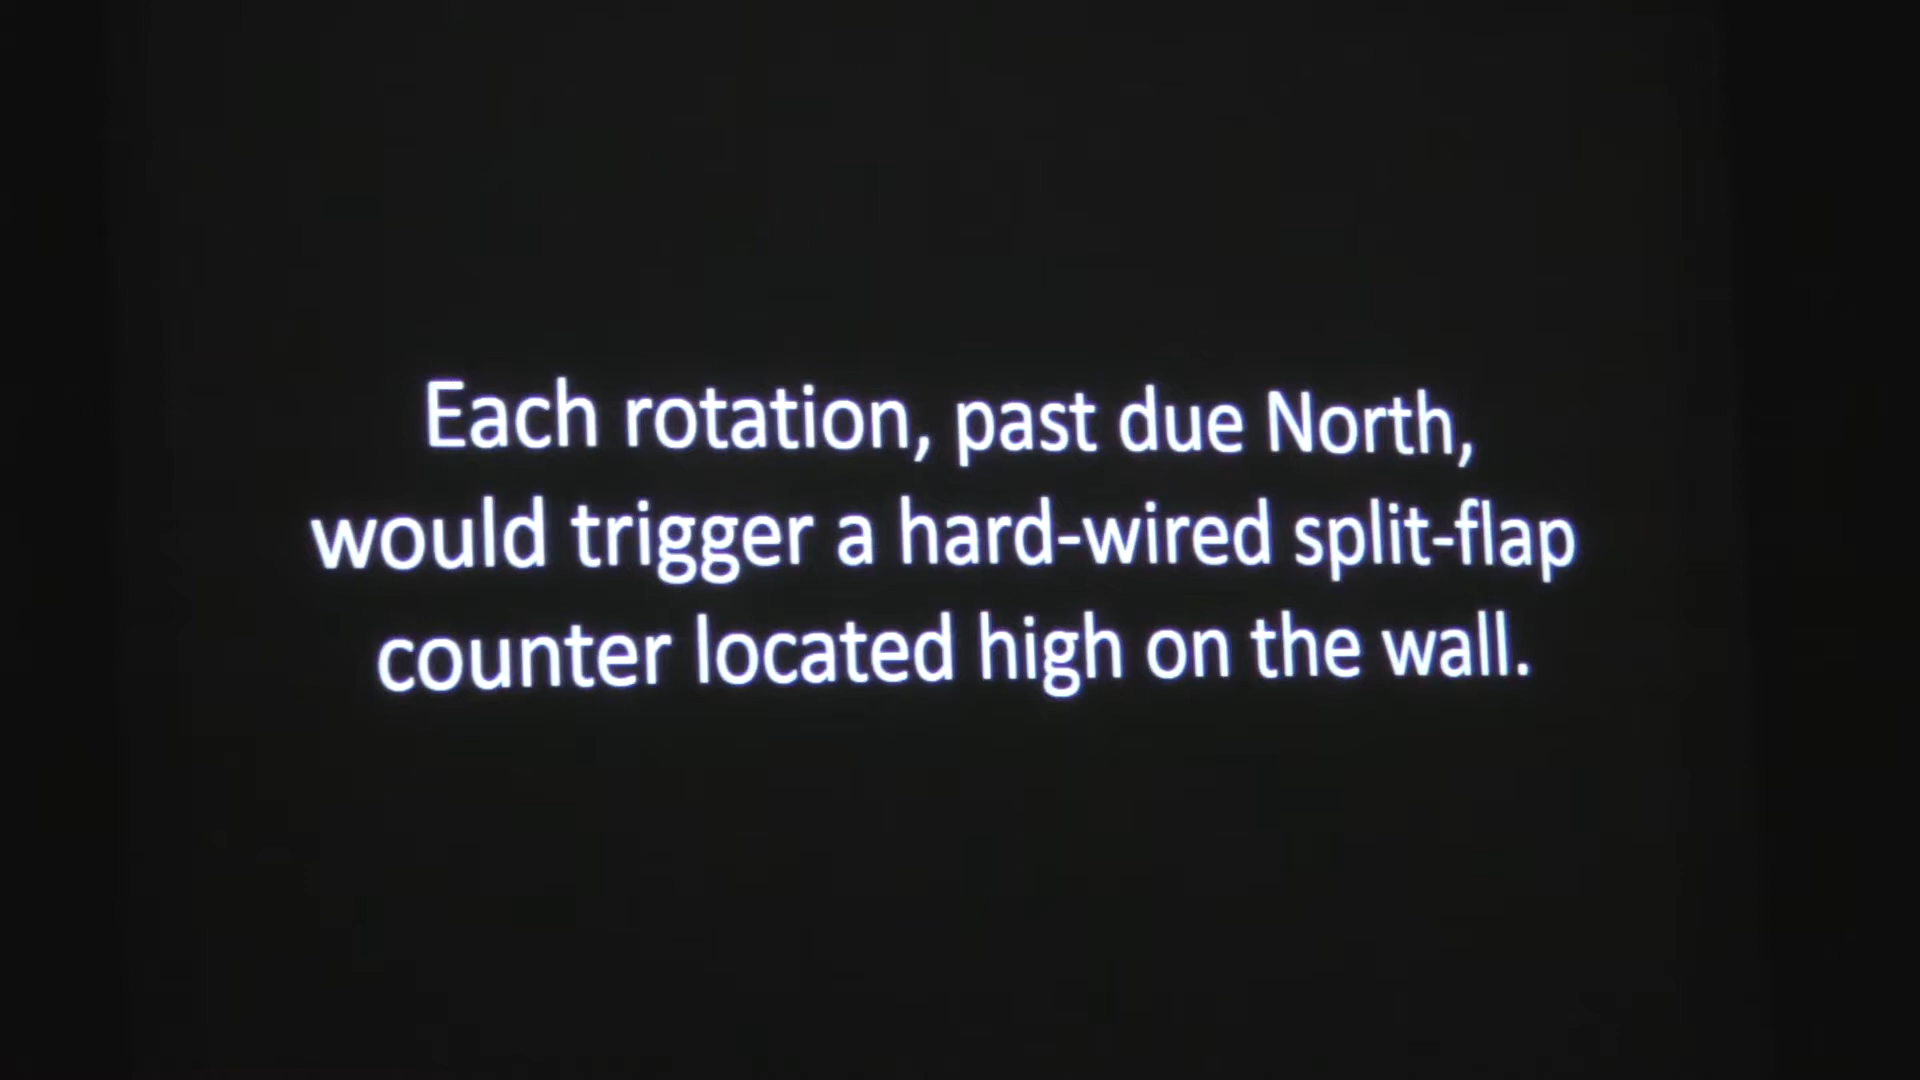 Each rotation, past due North,
would trigger a hard-wired split-flap
counter located high on the wall.